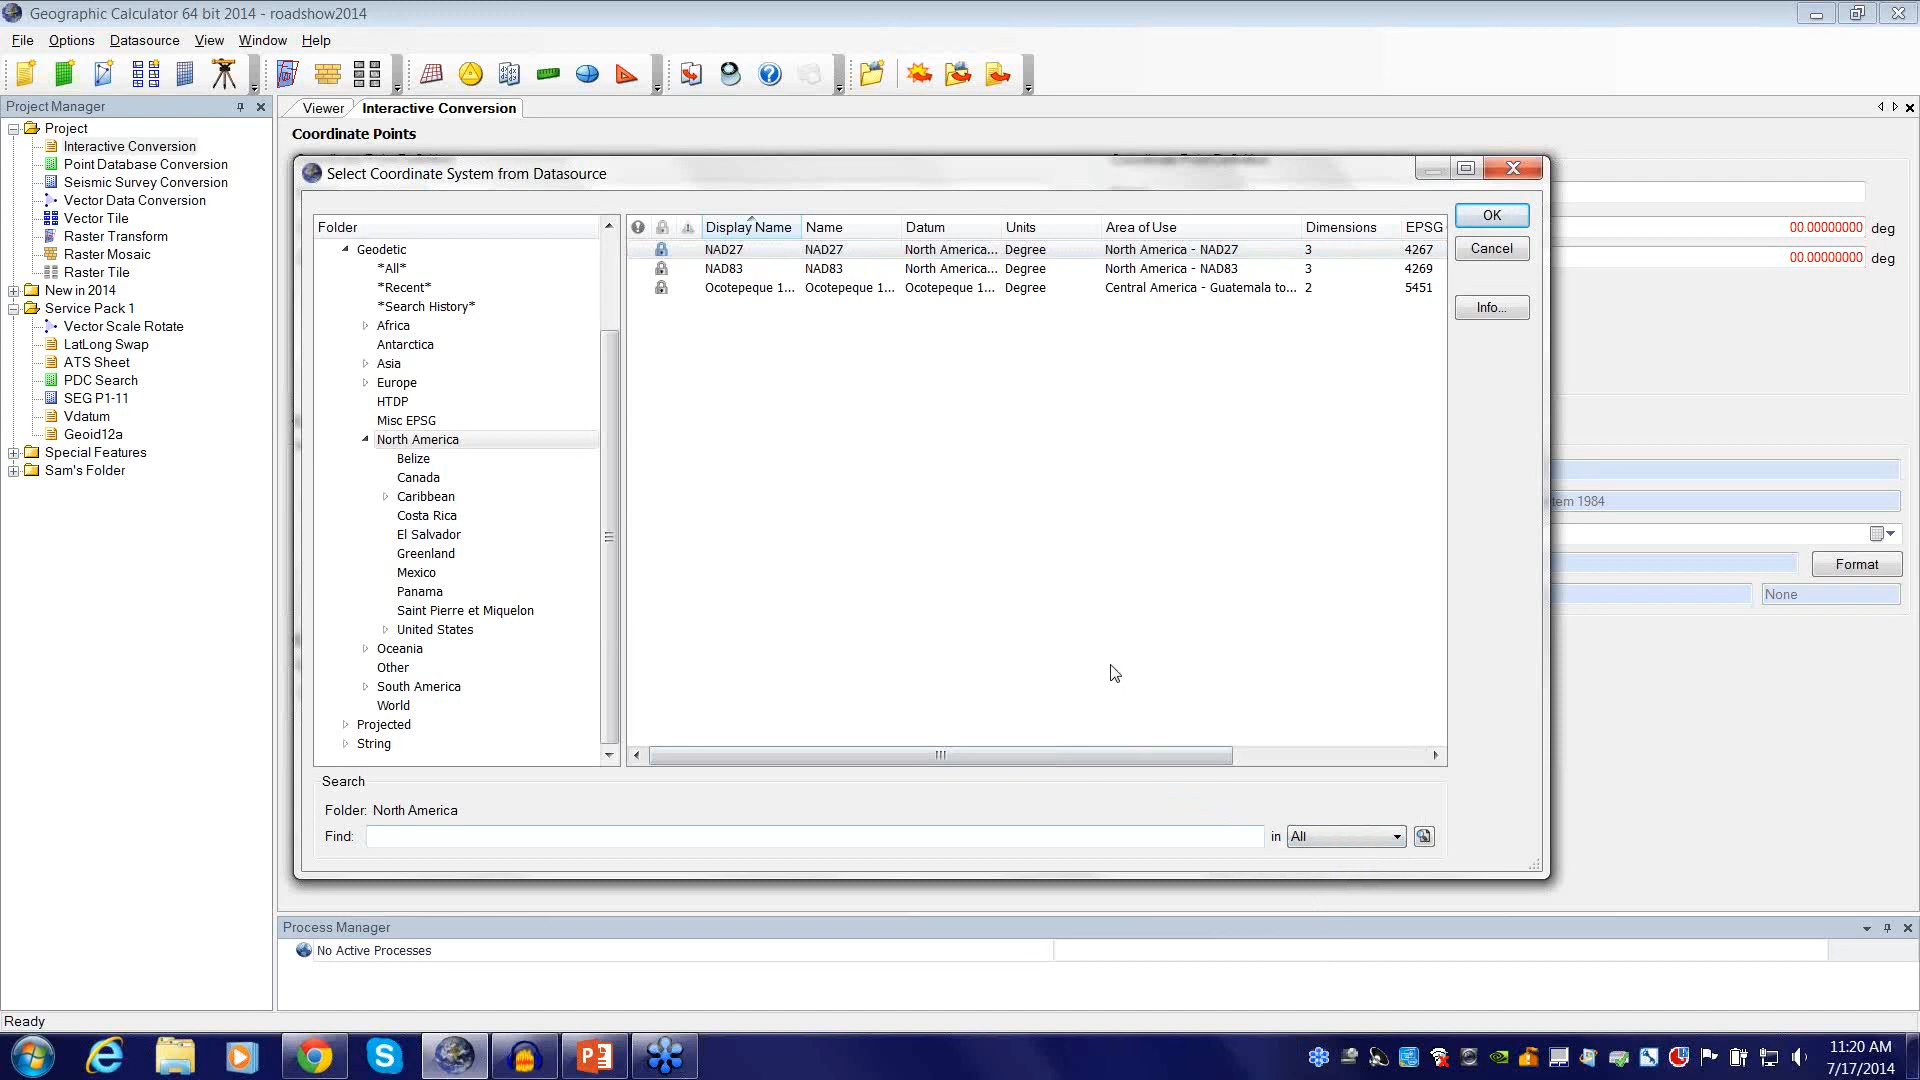 Geographic Calculator 64 bit 2014 - roadshow2014
File Options Datasource View Window Help
Project Manager
Project
Interactive Conversion
Point Database Conversion
Seismic Survey Conversion
Vector Data Conversion
Vector Tile
Raster Transform
Raster Mosaic
Raster Tile
New in 2014
Service Pack 1
Vector Scale Rotate
LatLong Swap
ATS Sheet
PDC Search
SEG P1-11
Vdatum
Geoid12a
Special Features
Sam's Folder
Viewer Interactive Conversion
Coordinate Points
00.00000000 deg
00.00000000 deg
tem 1984
Format
None
Select Coordinate System from Datasource
Folder
Geodetic
*All*
*Recent*
*Search History*
Africa
Antarctica
Asia
Europe
HTDP
Misc EPSG
North America
Belize
Canada
Caribbean
Costa Rica
El Salvador
Greenland
Mexico
Panama
Saint Pierre et Miquelon
United States
Oceania
Other
South America
World
Projected
String
Display Name Name Datum Units Area of Use Dimensions EPSG
NAD27 NAD27 North America... Degree North America - NAD27 3 4267
NAD83 NAD83 North America... Degree North America - NAD83 3 4269
Ocotepeque 1... Ocotepeque 1... Ocotepeque 1... Degree Central America - Guatemala to... 2 5451
OK
Cancel
Info...
Search
Folder: North America
Find: in All
Process Manager
No Active Processes
Ready
11:20 AM
7/17/2014